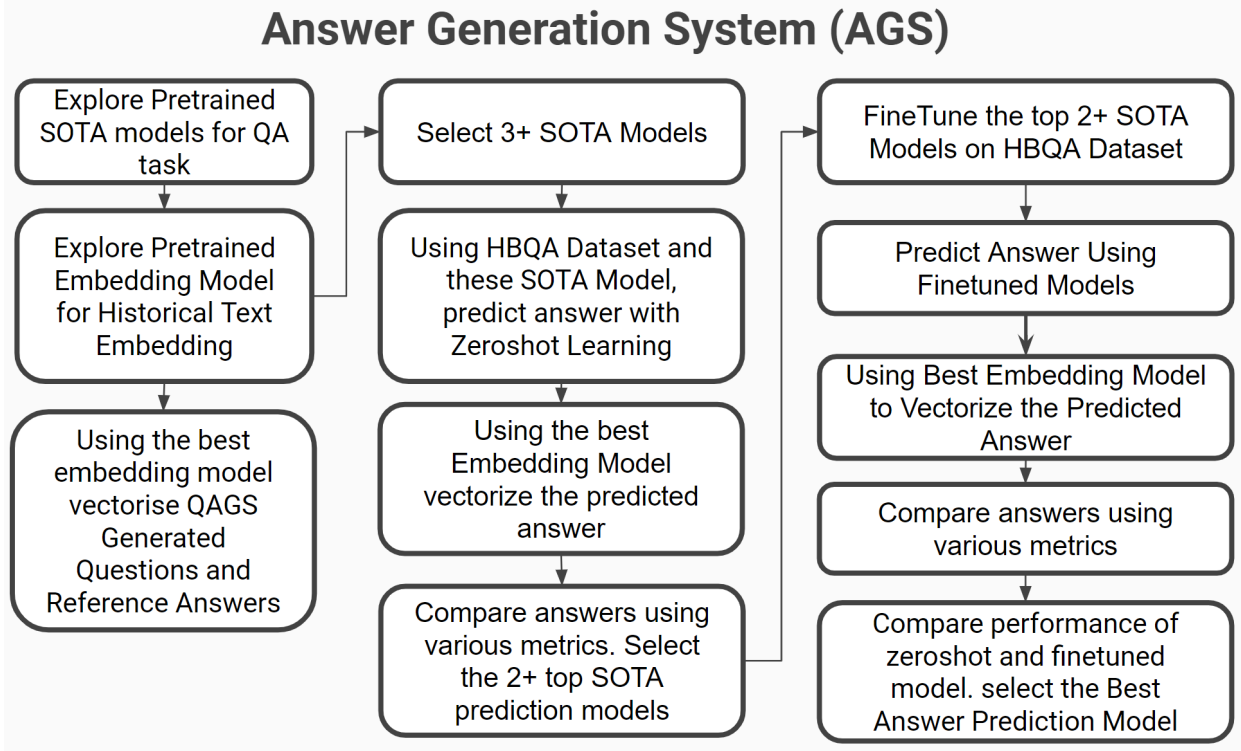 Answer Generation System (AGS)
Explore Pretrained
SOTA models for QA
task
Explore Pretrained
Embedding Model
for Historical Text
Embedding
Using the best
embedding model
vectorise QAGS
Generated
Questions and
Reference Answers
Select 3+ SOTA Models
Using HBQA Dataset and
these SOTA Model,
predict answer with
Zeroshot Learning
Using the best
Embedding Model
vectorize the predicted
answer
Compare answers using
various metrics. Select
the 2+ top SOTA
prediction models
FineTune the top 2+ SOTA
Models on HBQA Dataset
Predict Answer Using
Finetuned Models
Using Best Embedding Model
to Vectorize the Predicted
Answer
Compare answers using
various metrics
Compare performance of
zeroshot and finetuned
model. select the Best
Answer Prediction Model